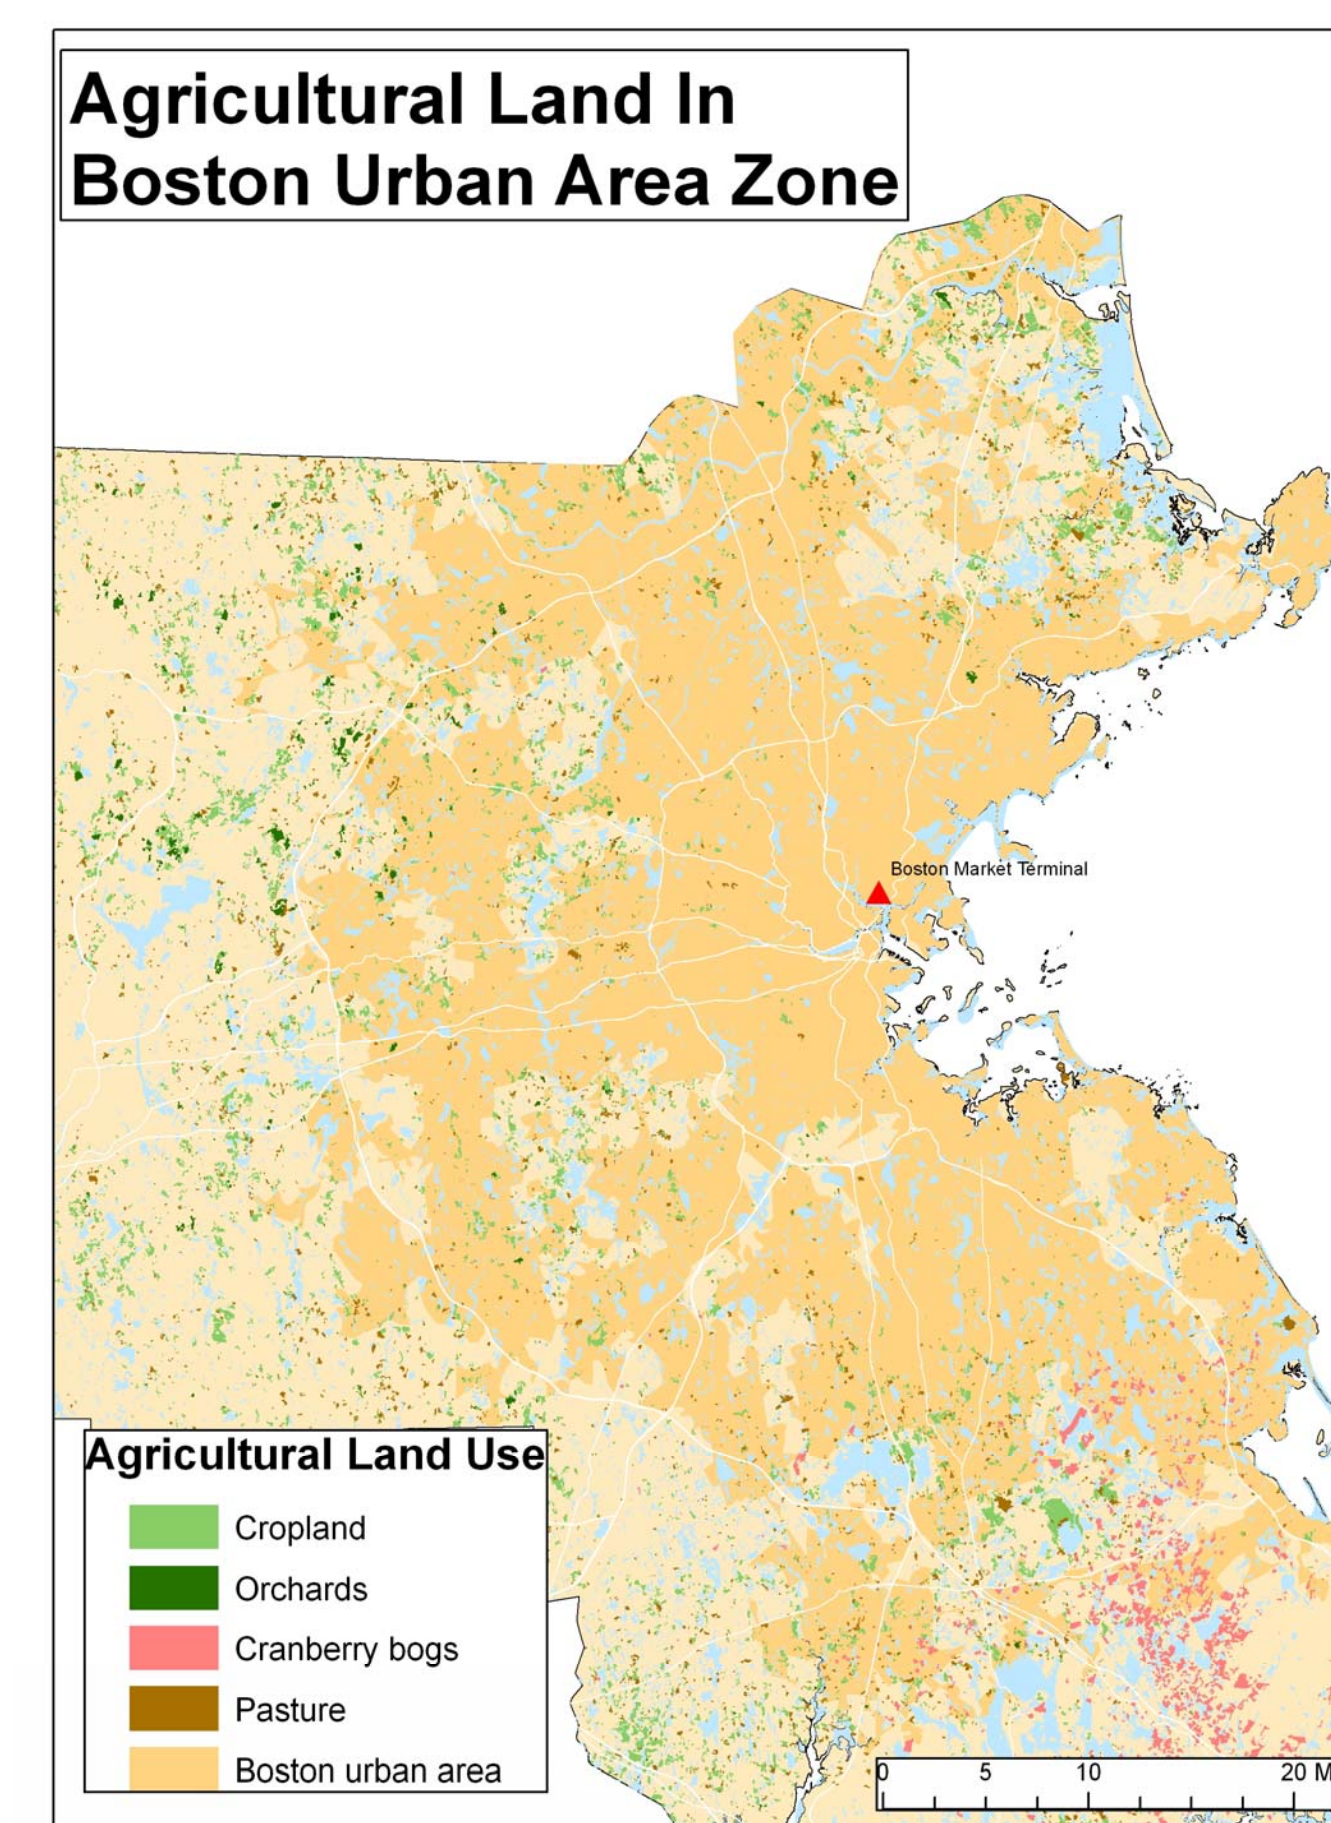 Agricultural Land In
Boston Urban Area Zone
Boston Market Terminal
Agricultural Land Use
Cropland
Orchards
Cranberry bogs
Pasture
Boston urban area
0 5 10 20 M